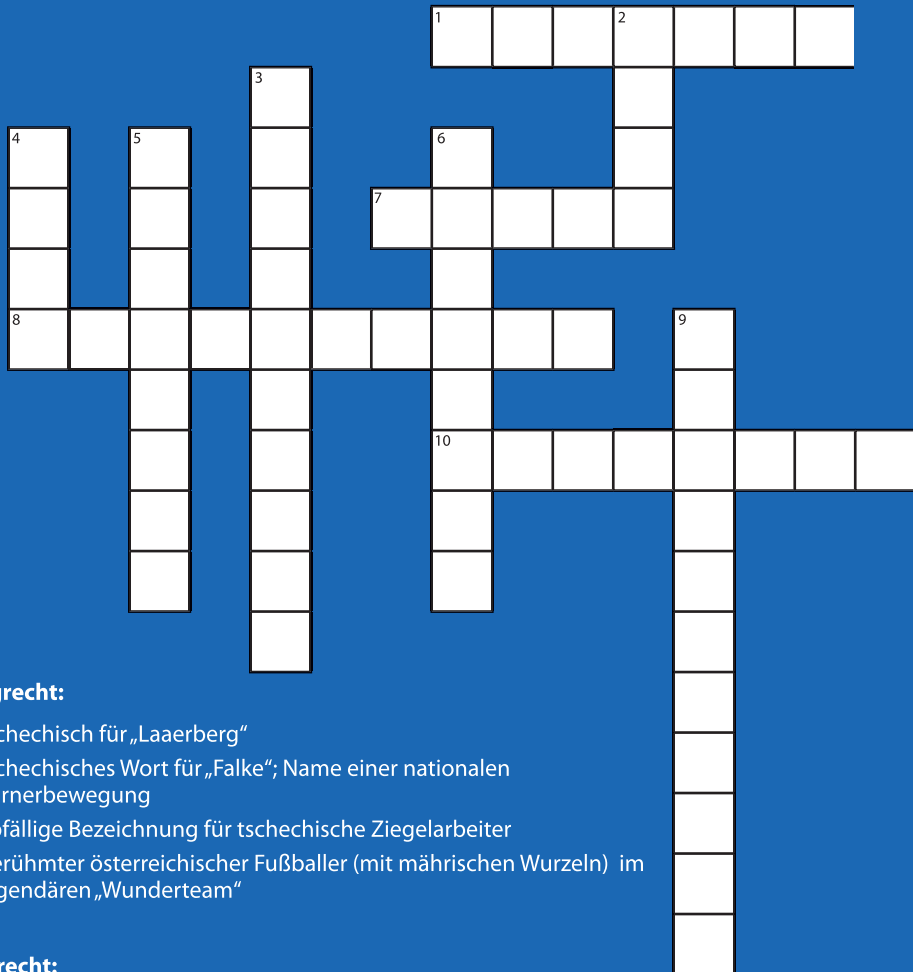 1 2
3
4 5 6
7
8 9
10
grecht:
chechisch für „Laaerberg“
chechisches Wort für „Falke“; Name einer nationalen
rnerbewegung
fällige Bezeichnung für tschechische Ziegelarbeiter
erühmter österreichischer Fußballer (mit mährischen Wurzeln) im
gendären „Wunderteam“
recht: